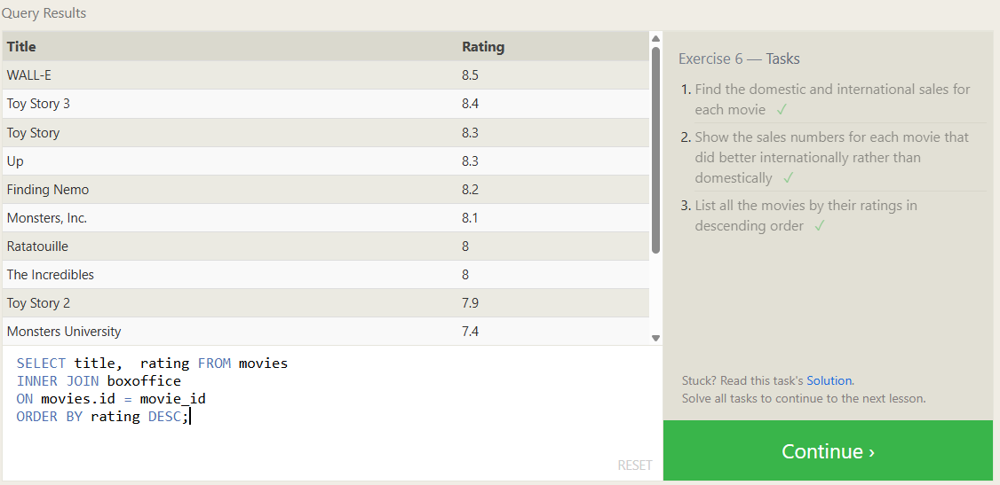 Query Results
Title Rating
WALL-E 8.5
Toy Story 3 8.4
Toy Story 8.3
Up 8.3
Finding Nemo 8.2
Monsters, Inc. 8.1
Ratatouille 8
The Incredibles 8
Toy Story 2 7.9
Monsters University 7.4
SELECT title,  rating FROM movies
INNER JOIN boxoffice
ON movies.id = movie_id
ORDER BY rating DESC;
RESET
Exercise 6 — Tasks
1. Find the domestic and international sales for
each movie ✓
2. Show the sales numbers for each movie that
did better internationally rather than
domestically ✓
3. List all the movies by their ratings in
descending order ✓
Stuck? Read this task's Solution.
Solve all tasks to continue to the next lesson.
Continue ›